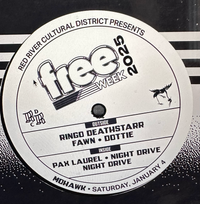 RED RIVER CULTURAL DISTRICT PRESENTS
free
WEEK
2025
OUTSIDE
RINGO DEATHSTARR
FAWN • DOTTIE
INSIDE
PAX LAUREL • NIGHT DRIVE
NIGHT DRIVE
MOHAWK • SATURDAY, JANUARY 4